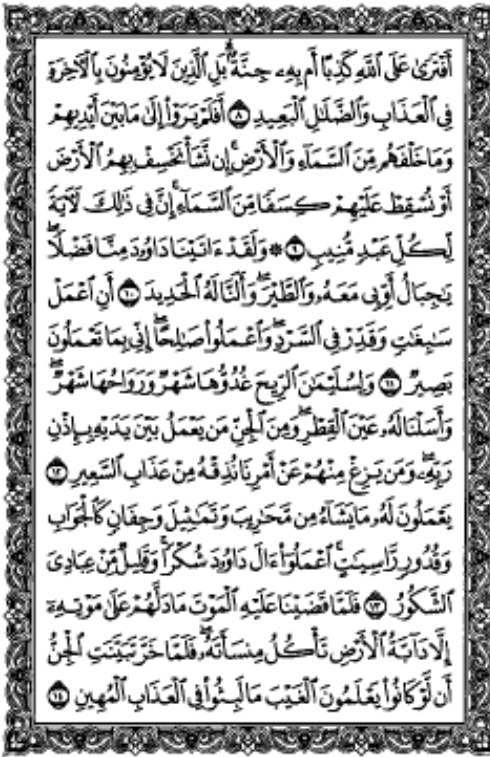 أَفْتَرَىٰ عَلَى ٱللَّهِ كَذِبًا أَم بِهِۦ جِنَّةٌۢ بَلِ ٱلَّذِينَ لَا يُؤْمِنُونَ بِٱلْـَٔاخِرَةِ
فِى ٱلْعَذَابِ وَٱلضَّلَـٰلِ ٱلْبَعِيدِ ٨ أَفَلَمْ يَرَوْا۟ إِلَىٰ مَا بَيْنَ أَيْدِيهِمْ
وَمَا خَلْفَهُم مِّنَ ٱلسَّمَآءِ وَٱلْأَرْضِ ۚ إِن نَّشَأْ نَخْسِفْ بِهِمُ ٱلْأَرْضَ
أَوْ نُسْقِطْ عَلَيْهِمْ كِسَفًا مِّنَ ٱلسَّمَآءِ ۚ إِنَّ فِى ذَٰلِكَ لَـَٔايَةً
لِّكُلِّ عَبْدٍ مُّنِيبٍ ٩ ۞ وَلَقَدْ ءَاتَيْنَا دَاوُۥدَ مِنَّا فَضْلًا ۖ
يَـٰجِبَالُ أَوِّبِى مَعَهُۥ وَٱلطَّيْرَ ۖ وَأَلَنَّا لَهُ ٱلْحَدِيدَ ١٠ أَنِ ٱعْمَلْ
سَـٰبِغَـٰتٍ وَقَدِّرْ فِى ٱلسَّرْدِ ۖ وَٱعْمَلُوا۟ صَـٰلِحًا ۖ إِنِّى بِمَا تَعْمَلُونَ
بَصِيرٌ ١١ وَلِسُلَيْمَـٰنَ ٱلرِّيحَ غُدُوُّهَا شَهْرٌ وَرَوَاحُهَا شَهْرٌ ۖ
وَأَسَلْنَا لَهُۥ عَيْنَ ٱلْقِطْرِ ۖ وَمِنَ ٱلْجِنِّ مَن يَعْمَلُ بَيْنَ يَدَيْهِ بِإِذْنِ
رَبِّهِۦ ۖ وَمَن يَزِغْ مِنْهُمْ عَنْ أَمْرِنَا نُذِقْهُ مِنْ عَذَابِ ٱلسَّعِيرِ ١٢
يَعْمَلُونَ لَهُۥ مَا يَشَآءُ مِن مَّحَـٰرِيبَ وَتَمَـٰثِيلَ وَجِفَانٍ كَٱلْجَوَابِ
وَقُدُورٍ رَّاسِيَـٰتٍ ۚ ٱعْمَلُوٓا۟ ءَالَ دَاوُۥدَ شُكْرًا ۚ وَقَلِيلٌ مِّنْ عِبَادِىَ
ٱلشَّكُورُ ١٣ فَلَمَّا قَضَيْنَا عَلَيْهِ ٱلْمَوْتَ مَا دَلَّهُمْ عَلَىٰ مَوْتِهِۦٓ
إِلَّا دَآبَّةُ ٱلْأَرْضِ تَأْكُلُ مِنسَأَتَهُۥ ۖ فَلَمَّا خَرَّ تَبَيَّنَتِ ٱلْجِنُّ
أَن لَّوْ كَانُوا۟ يَعْلَمُونَ ٱلْغَيْبَ مَا لَبِثُوا۟ فِى ٱلْعَذَابِ ٱلْمُهِينِ ١٤